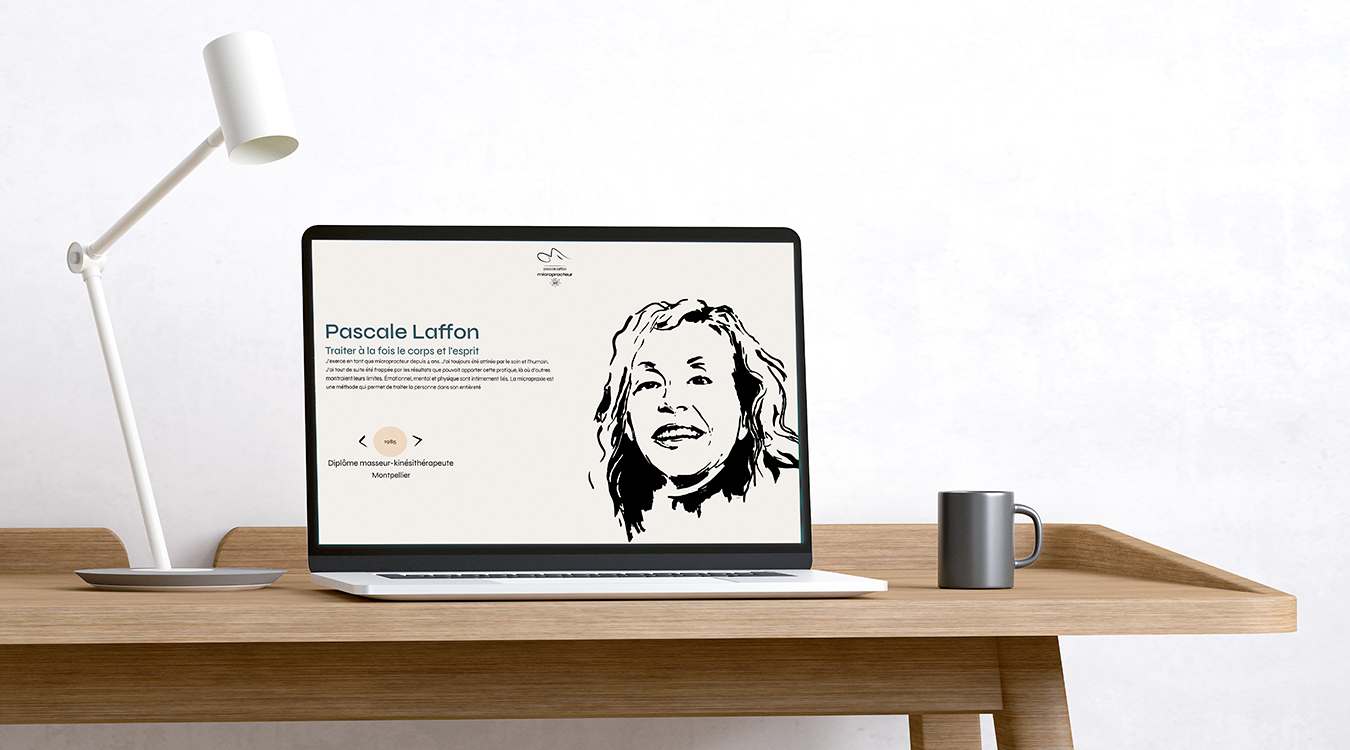 pascale laffon
micropracteur
Pascale Laffon
Traiter à la fois le corps et l'esprit
J'exerce en tant que micropracteur depuis 4 ans. J'ai toujours été attirée par le soin et l'humain.
J'ai tout de suite été frappée par les résultats que pouvait apporter cette pratique, là où d'autres
montraient leurs limites. Émotionnel, mental et physique sont intimement liés. La micropraxie est
une méthode qui permet de traiter la personne dans son entièreté
1985
Diplôme masseur-kinésithérapeute
Montpellier